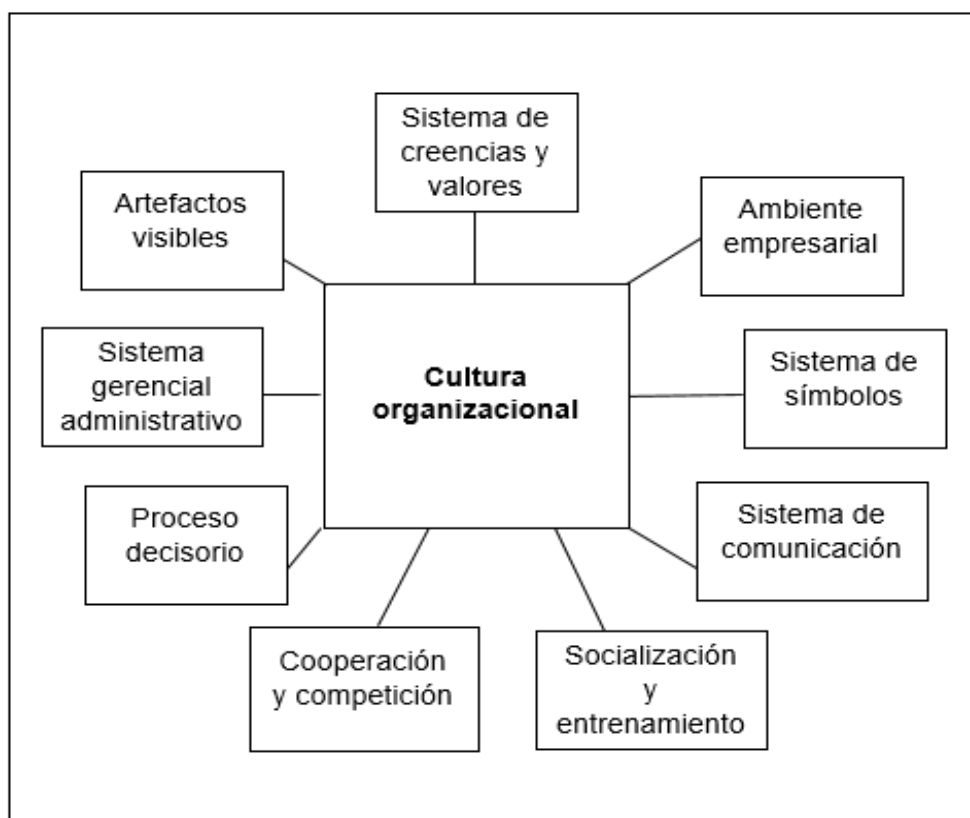 Sistema de
creencias y
valores
Artefactos
visibles
Ambiente
empresarial
Sistema
gerencial
administrativo
Cultura
organizacional
Sistema de
símbolos
Proceso
decisorio
Sistema de
comunicación
Cooperación
y competición
Socialización
y
entrenamiento